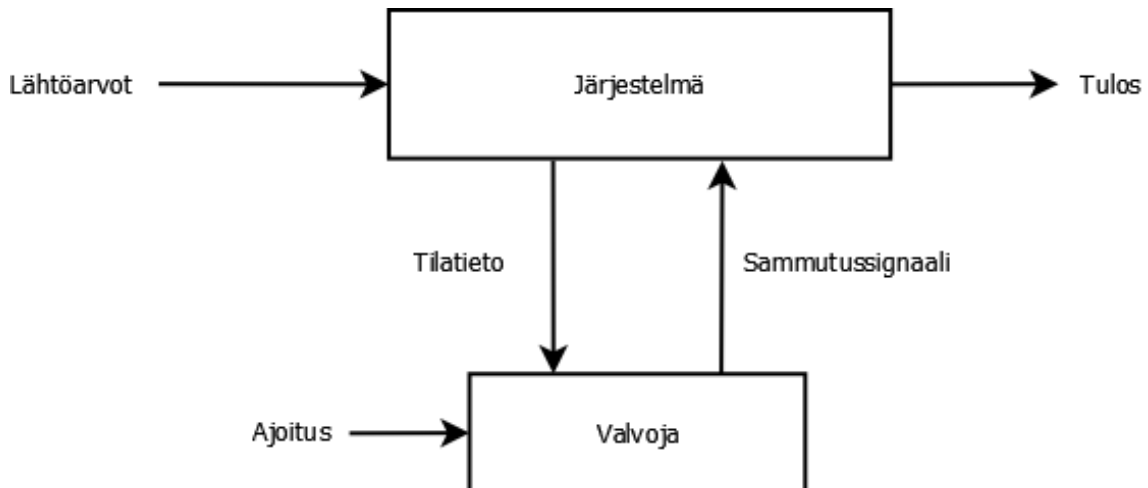 Lähtöarvot
Järjestelmä
Tulos
Tilatieto
Sammutussignaali
Ajoitus
Valvoja